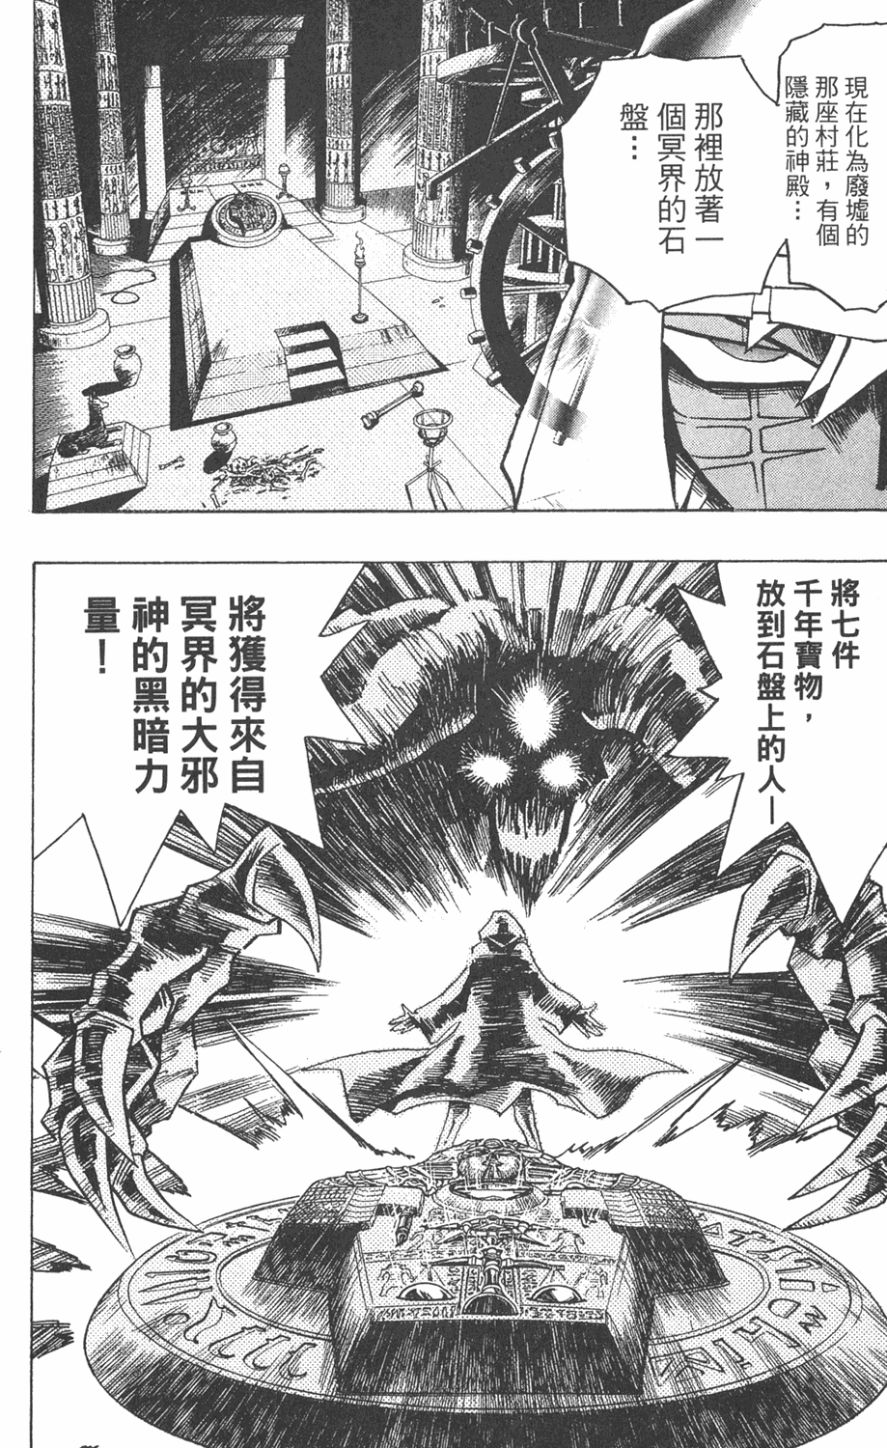 現在化為廢墟的
那座村莊，有個
隱藏的神殿…
那裡放著一
個冥界的石
盤…
將七件
千年寶物，
放到石盤上的人—
將獲得來自
冥界的大邪
神的黑暗力
量！